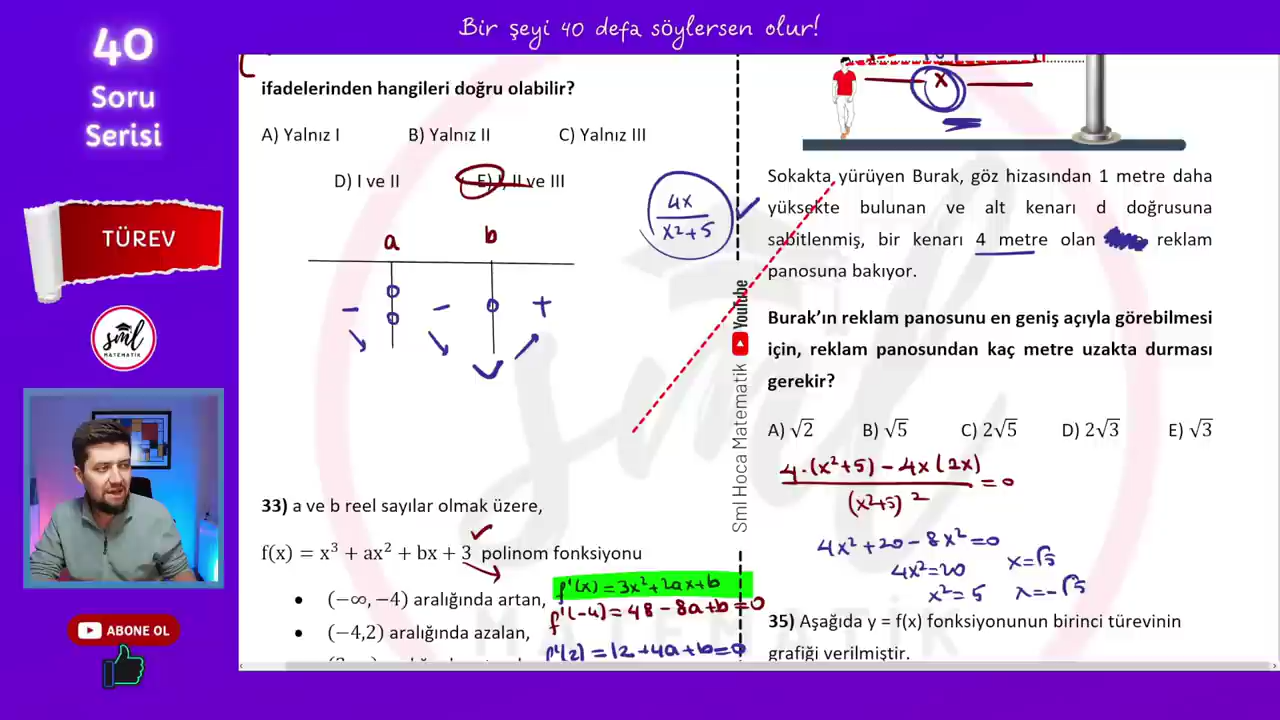 Bir şeyi 40 defa söylersen olur!
40
Soru
Serisi
TÜREV
sml
MATEMATİK
ABONE OL
ifadelerinden hangileri doğru olabilir?
A) Yalnız I B) Yalnız II C) Yalnız III
D) I ve II E) I, II ve III
a b
- - +
4x
x²+5
33) a ve b reel sayılar olmak üzere,
f(x) = x³ + ax² + bx + 3 polinom fonksiyonu
• (−∞, −4) aralığında artan,
• (−4,2) aralığında azalan,
f'(x) = 3x²+2ax+b
f'(-4) = 48 - 8a + b = 0
f'(2) = 12 + 4a + b = 0
Sml Hoca Matematik YouTube
x
Sokakta yürüyen Burak, göz hizasından 1 metre daha
yüksekte bulunan ve alt kenarı d doğrusuna
sabitlenmiş, bir kenarı 4 metre olan reklam
panosuna bakıyor.
Burak'ın reklam panosunu en geniş açıyla görebilmesi
için, reklam panosundan kaç metre uzakta durması
gerekir?
A) √2 B) √5 C) 2√5 D) 2√3 E) √3
4·(x²+5) - 4x(2x)
(x²+5)²
= 0
4x²+20-8x²=0
4x²=20
x²=5
x=√5
x=-√5
35) Aşağıda y = f(x) fonksiyonunun birinci türevinin
grafiği verilmiştir.
sml
MATEMATİK